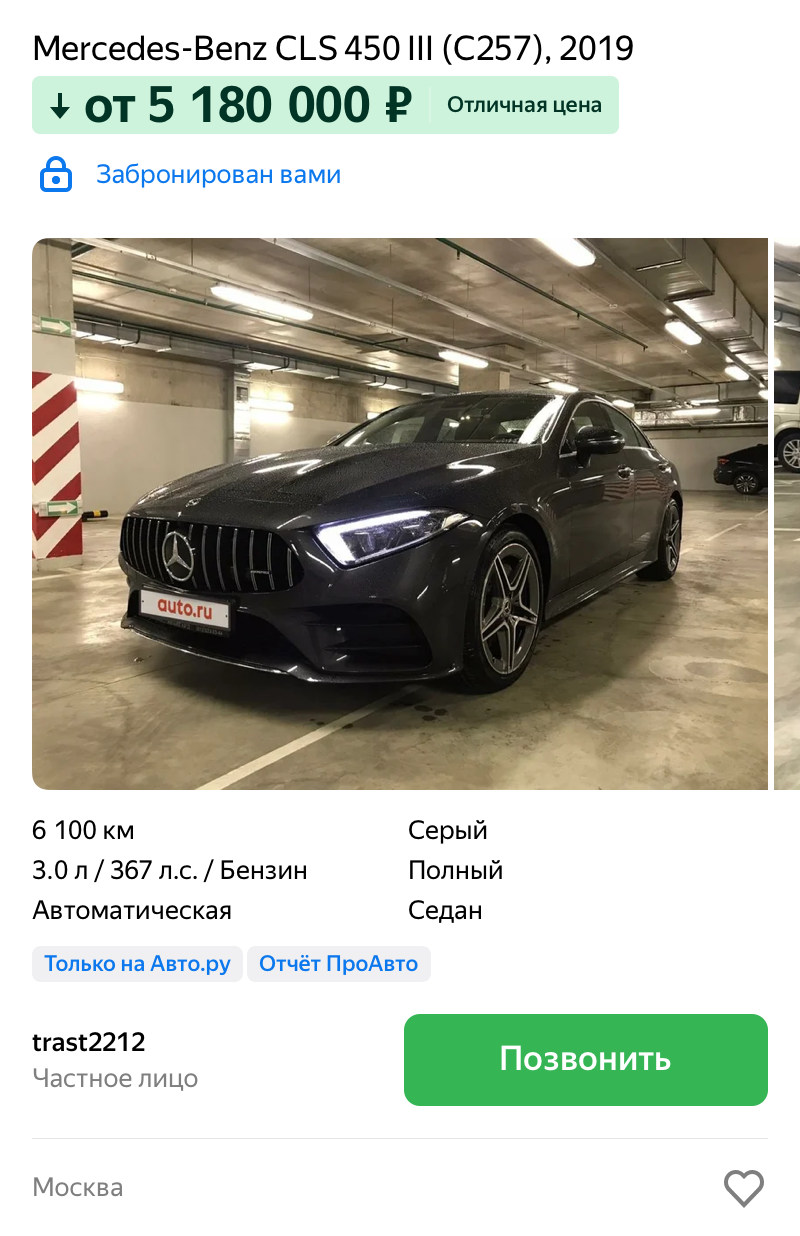 Mercedes-Benz CLS 450 III (C257), 2019
от 5 180 000 ₽ Отличная цена
Забронирован вами
auto.ru
6 100 км Серый
3.0 л / 367 л.с. / Бензин Полный
Автоматическая Седан
Только на Авто.ру Отчёт ПроАвто
trast2212
Частное лицо
Позвонить
Москва